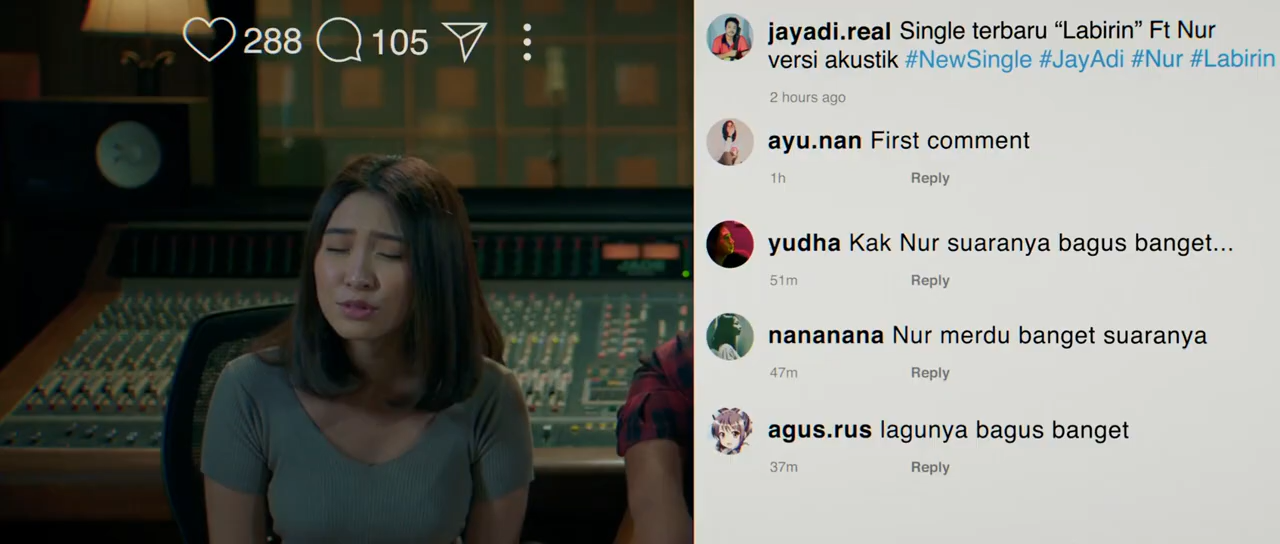 288 105
jayadi.real Single terbaru “Labirin” Ft Nur
versi akustik #NewSingle #JayAdi #Nur #Labirin
2 hours ago
ayu.nan First comment
1h Reply
yudha Kak Nur suaranya bagus banget...
51m Reply
nananana Nur merdu banget suaranya
47m Reply
agus.rus lagunya bagus banget
37m Reply